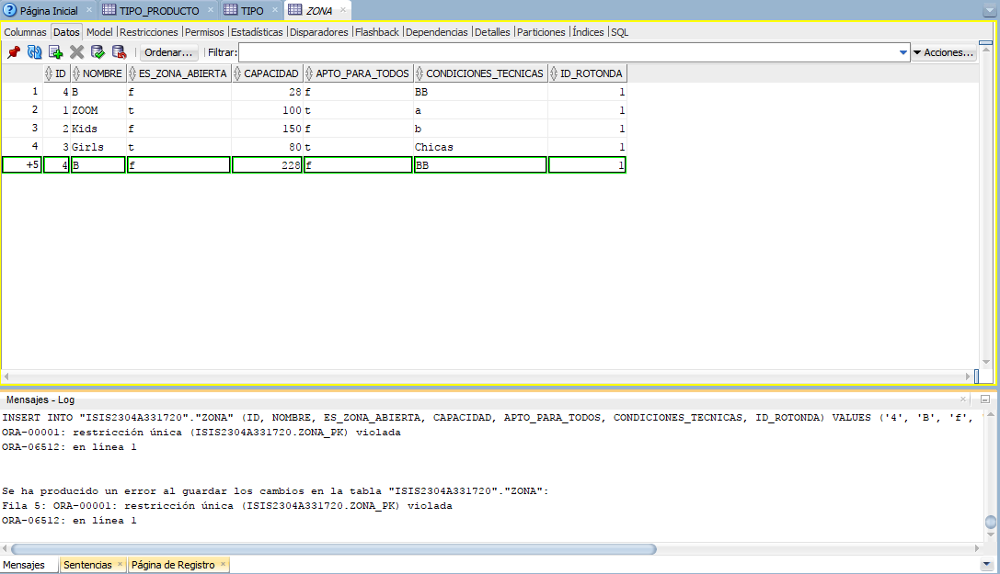 Página Inicial × TIPO_PRODUCTO × TIPO × ZONA ×
Columnas Datos Model Restricciones Permisos Estadísticas Disparadores Flashback Dependencias Detalles Particiones Índices SQL
Ordenar... Filtrar: Acciones...
ID NOMBRE ES_ZONA_ABIERTA CAPACIDAD APTO_PARA_TODOS CONDICIONES_TECNICAS ID_ROTONDA
1 4 B f 28 f BB 1
2 1 ZOOM t 100 t a 1
3 2 Kids f 150 f b 1
4 3 Girls t 80 t Chicas 1
+5 4 B f 228 f BB 1
Mensajes - Log
INSERT INTO "ISIS2304A331720"."ZONA" (ID, NOMBRE, ES_ZONA_ABIERTA, CAPACIDAD, APTO_PARA_TODOS, CONDICIONES_TECNICAS, ID_ROTONDA) VALUES ('4', 'B', 'f',
ORA-00001: restricción única (ISIS2304A331720.ZONA_PK) violada
ORA-06512: en línea 1
Se ha producido un error al guardar los cambios en la tabla "ISIS2304A331720"."ZONA":
Fila 5: ORA-00001: restricción única (ISIS2304A331720.ZONA_PK) violada
ORA-06512: en línea 1
Mensajes Sentencias × Página de Registro ×